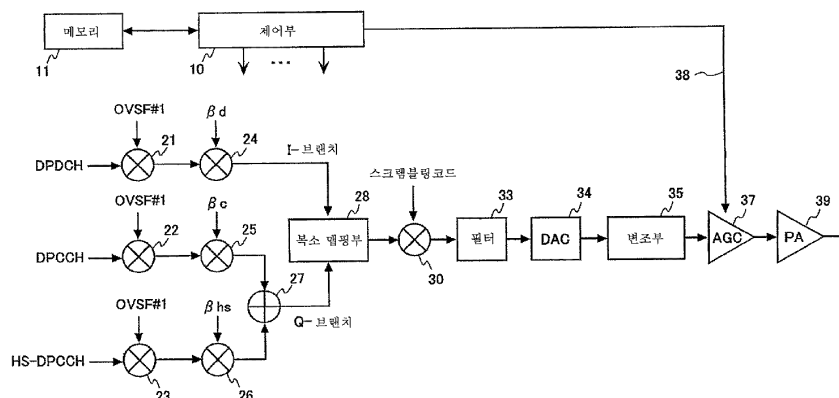 메모리
11
제어부
10
...
38
OVSF#1
βd
21
24
I-브랜치
DPDCH
스크램블링코드
OVSF#1
βc
28
33
34
35
37
39
22
25
DPCCH
복소 맵핑부
필터
DAC
변조부
AGC
PA
30
27
OVSF#1
βhs
Q-브랜치
HS-DPCCH
23
26